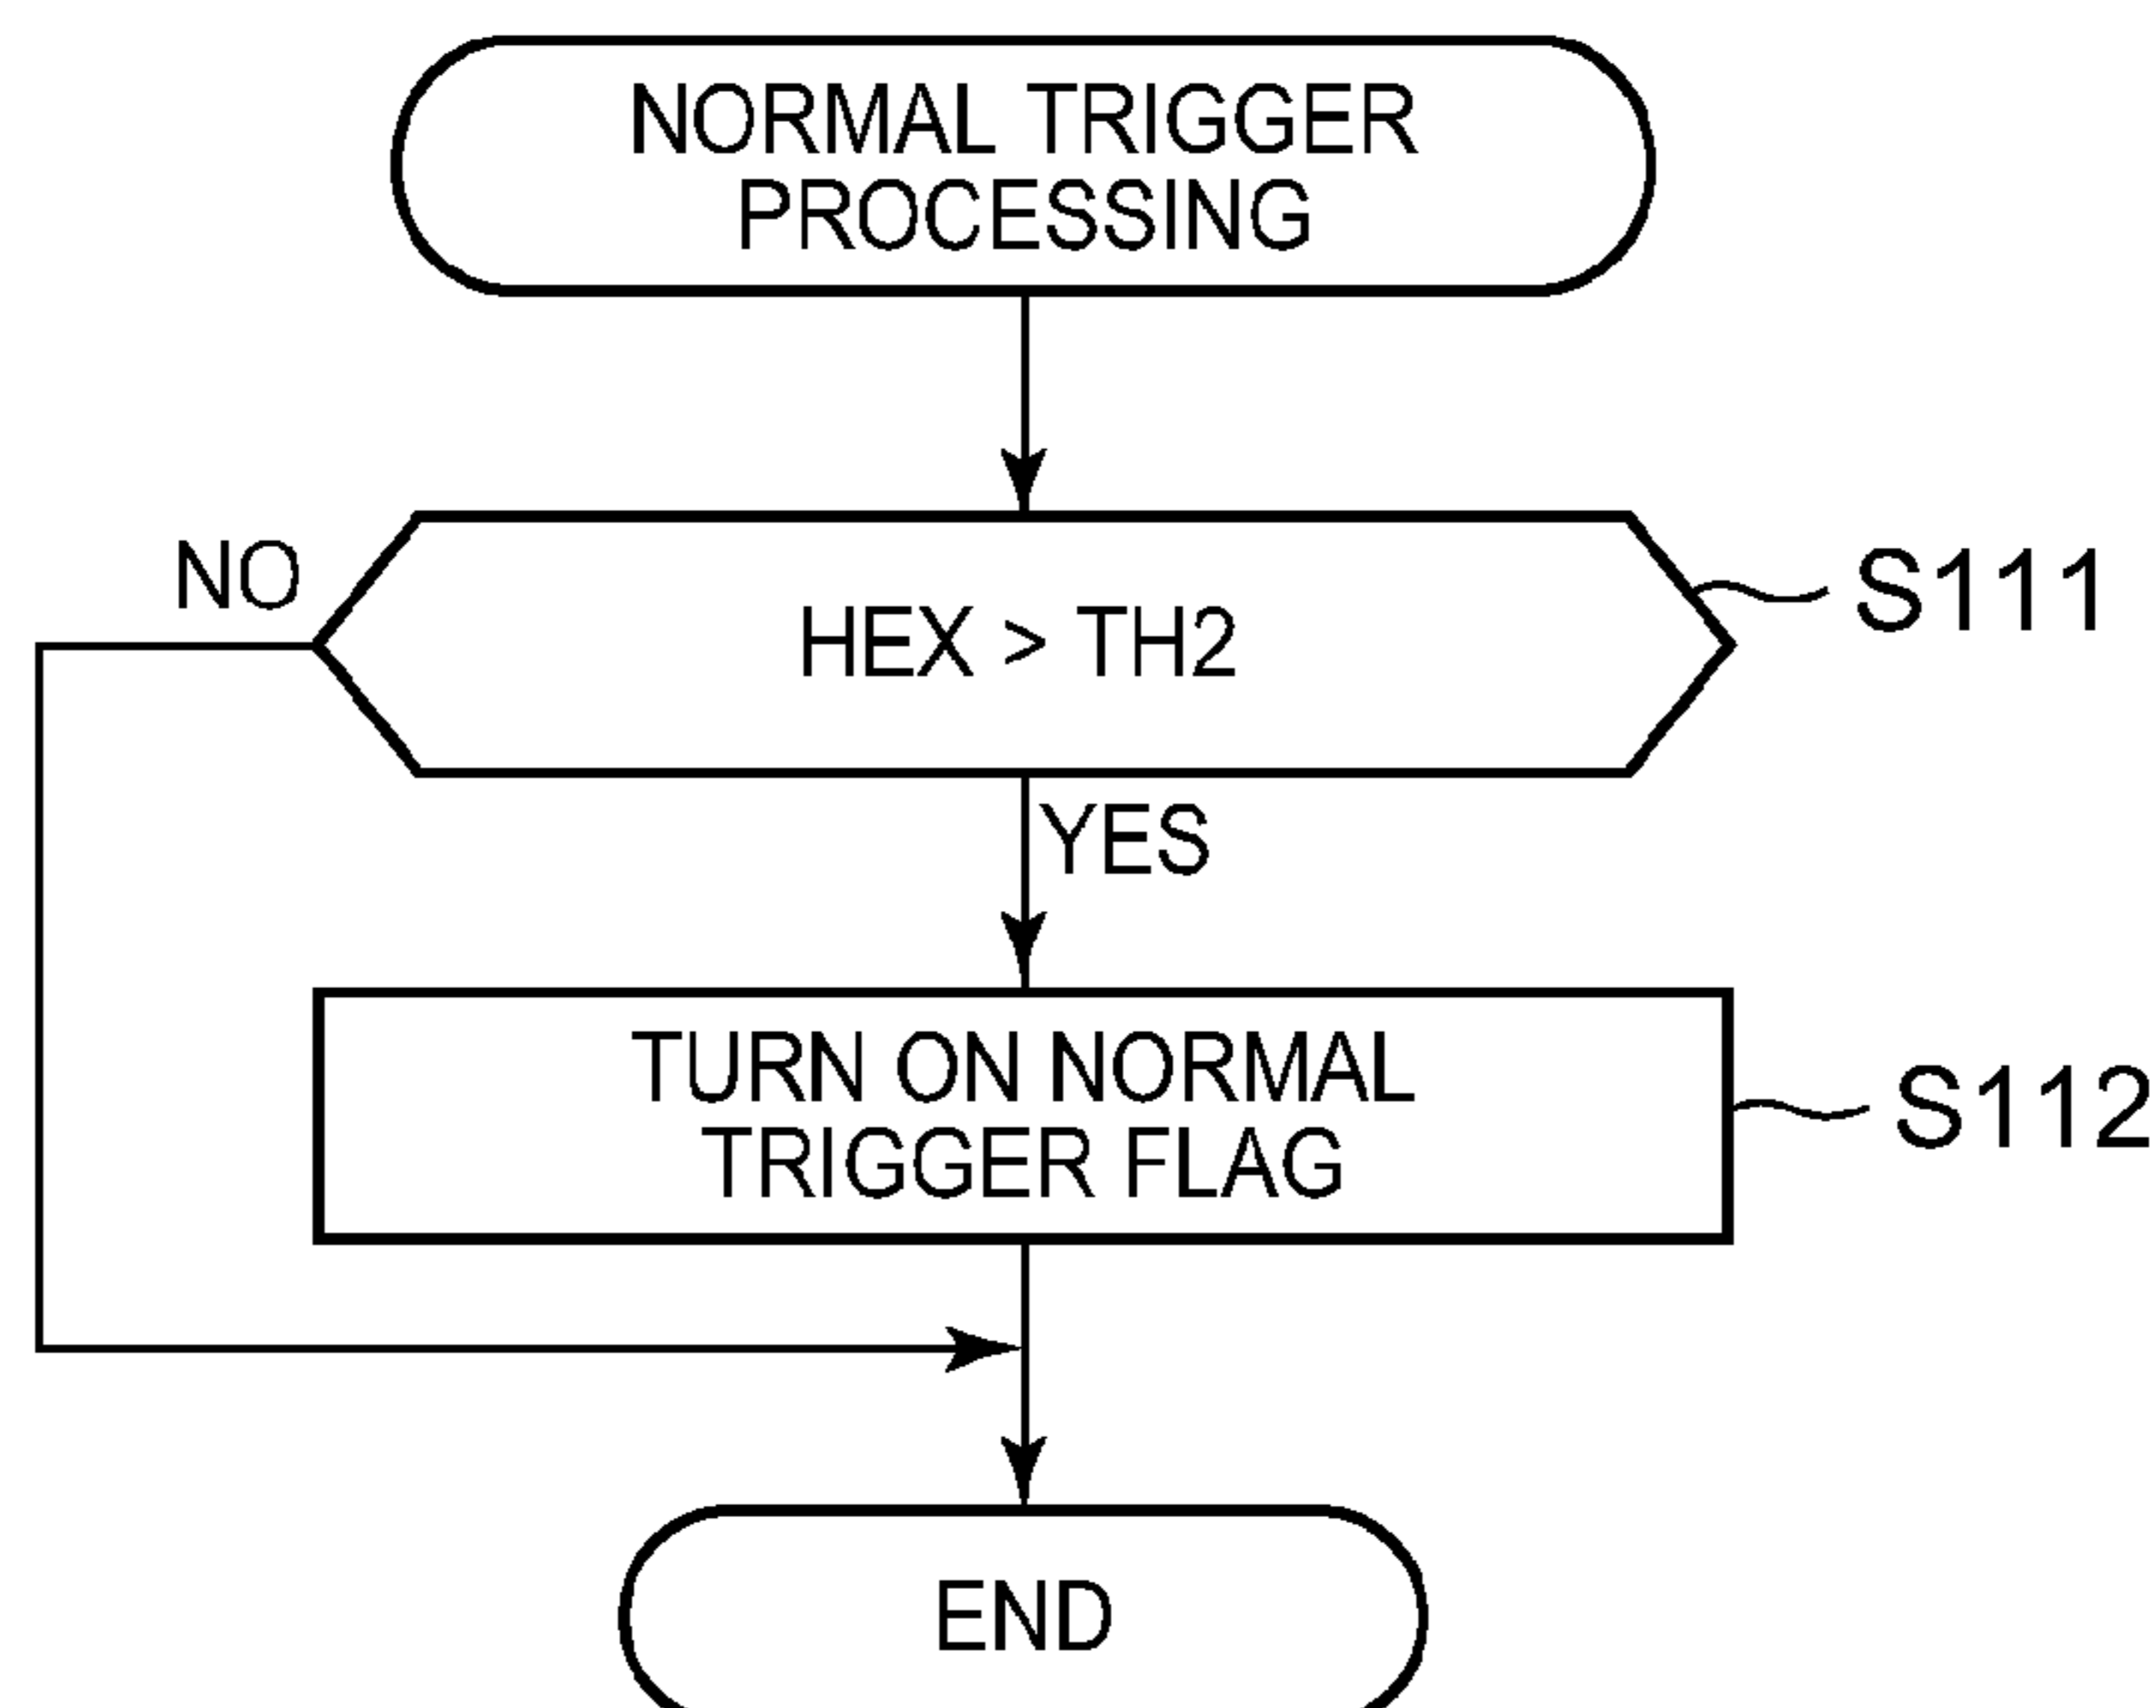 NORMAL TRIGGER
PROCESSING
NO
HEX > TH2
S111
YES
TURN ON NORMAL
TRIGGER FLAG
S112
END